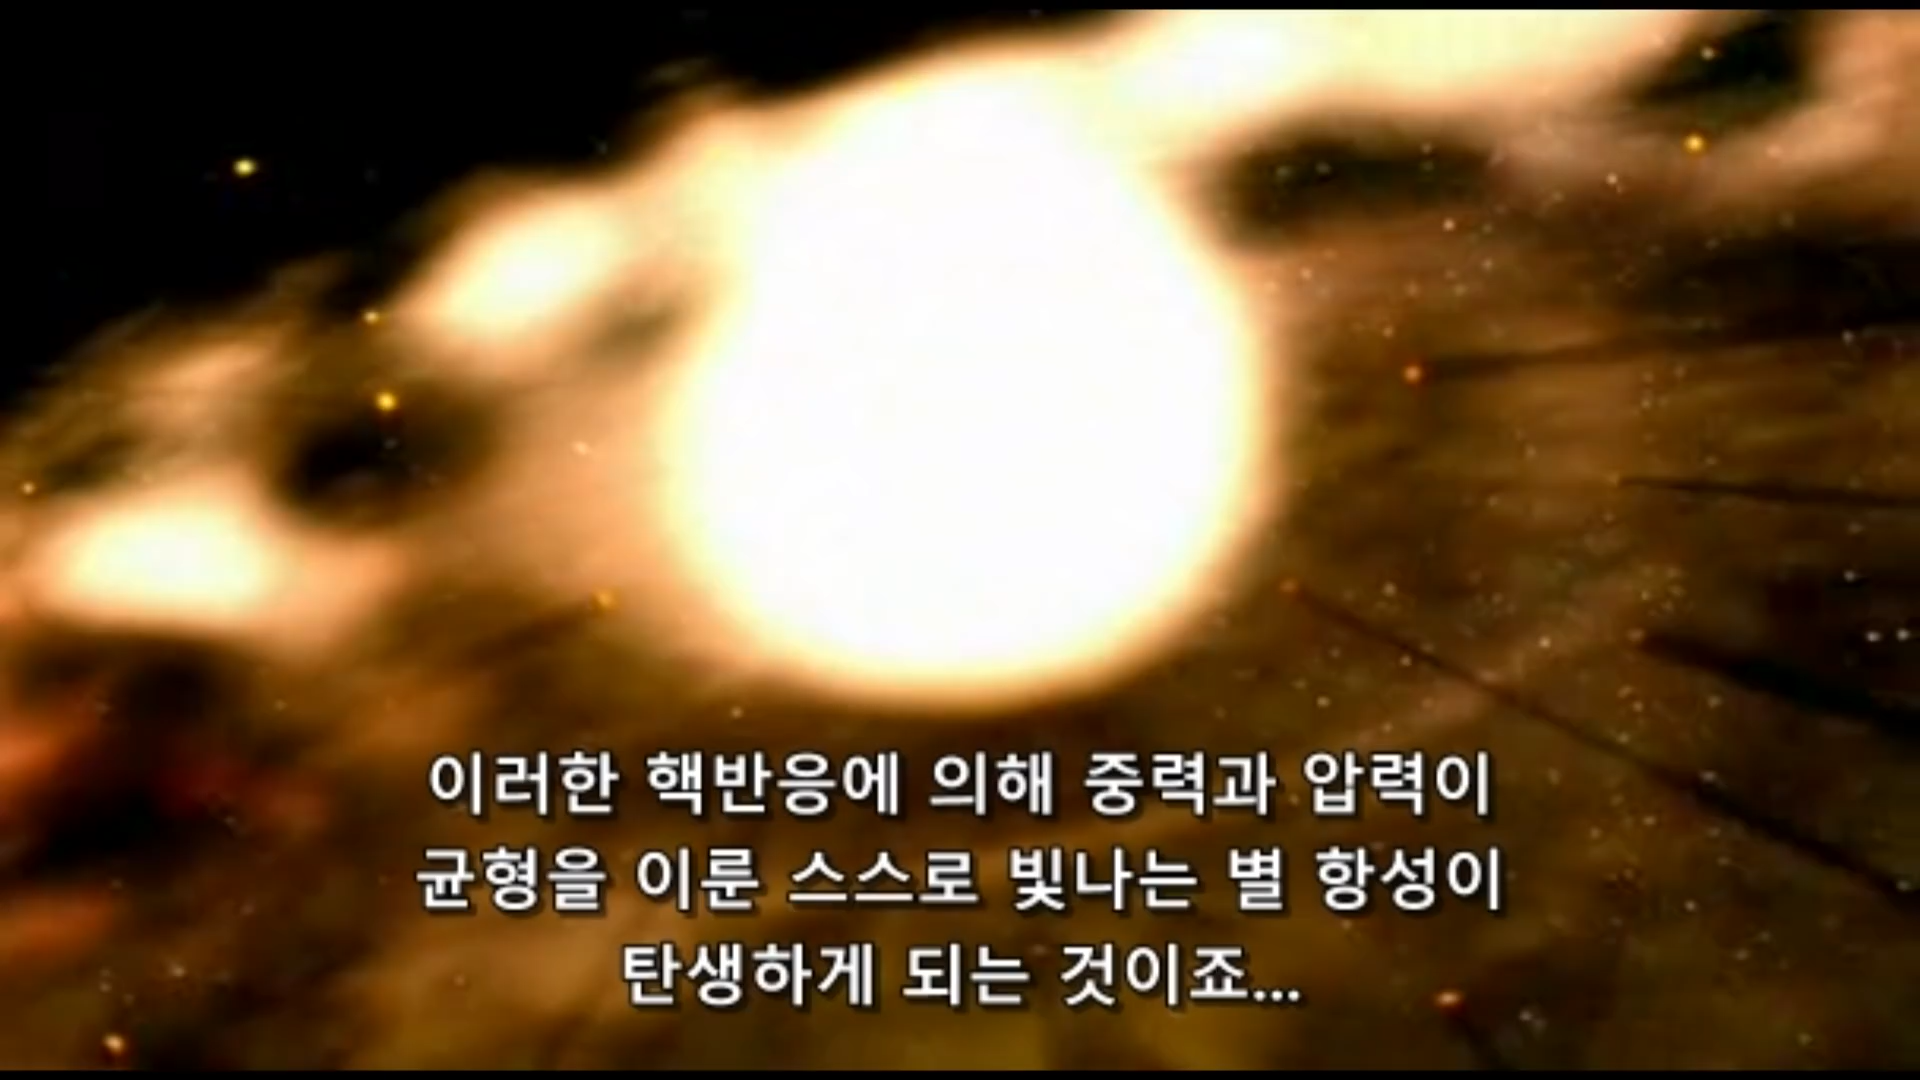 이러한 핵반응에 의해 중력과 압력이
균형을 이룬 스스로 빛나는 별 항성이
탄생하게 되는 것이죠...